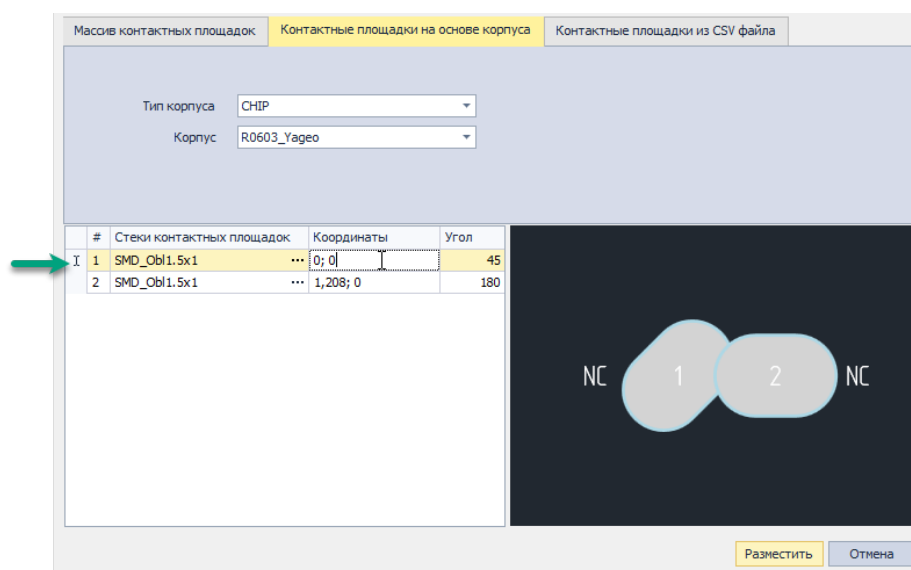 Массив контактных площадок Контактные площадки на основе корпуса Контактные площадки из CSV файла
Тип корпуса CHIP
Корпус R0603_Yageo
# Стеки контактных площадок Координаты Угол
1 SMD_Obl1.5x1 ... 0; 0 45
2 SMD_Obl1.5x1 ... 1,208; 0 180
NC 1 2 NC
Разместить Отмена